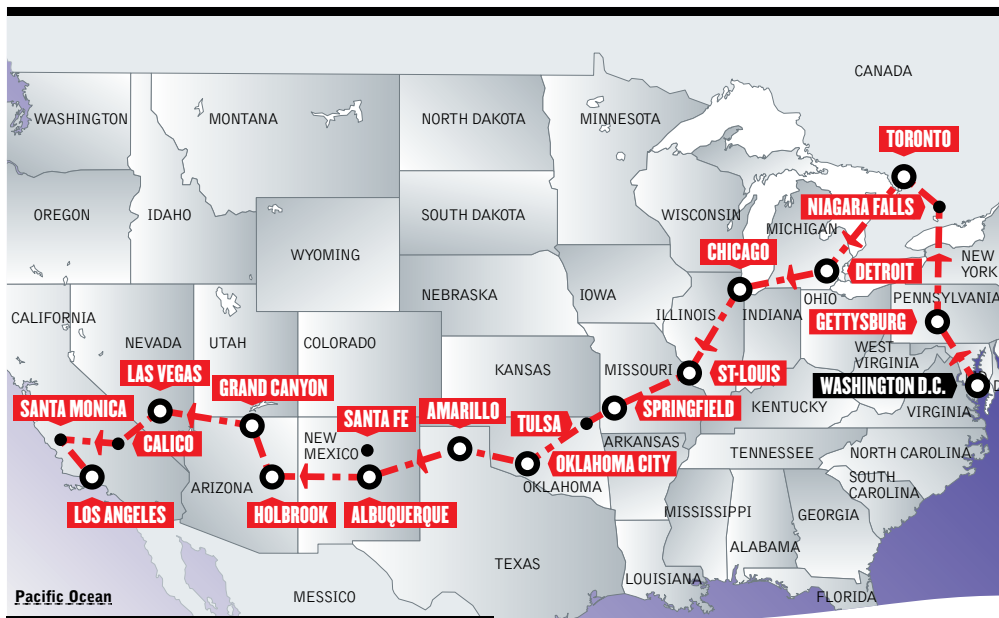 CANADA
WASHINGTON
MONTANA
NORTH DAKOTA
MINNESOTA
TORONTO
OREGON
IDAHO
SOUTH DAKOTA
WISCONSIN
NIAGARA FALLS
MICHIGAN
WYOMING
CHICAGO
DETROIT
NEW
YORK
NEBRASKA
IOWA
OHIO
PENNSYLVANIA
CALIFORNIA
ILLINOIS
INDIANA
GETTYSBURG
NEVADA
UTAH
COLORADO
WEST
VIRGINIA
LAS VEGAS
GRAND CANYON
KANSAS
MISSOURI
ST-LOUIS
WASHINGTON D.C.
D
SANTA MONICA
SANTA FE
AMARILLO
TULSA
SPRINGFIELD
KENTUCKY
VIRGINIA
CALICO
NEW
MEXICO
ARKANSAS
TENNESSEE
NORTH CAROLINA
OKLAHOMA CITY
ARIZONA
OKLAHOMA
SOUTH
CAROLINA
LOS ANGELES
HOLBROOK
ALBUQUERQUE
MISSISSIPPI
GEORGIA
ALABAMA
TEXAS
LOUISIANA
Pacific Ocean
MESSICO
FLORIDA